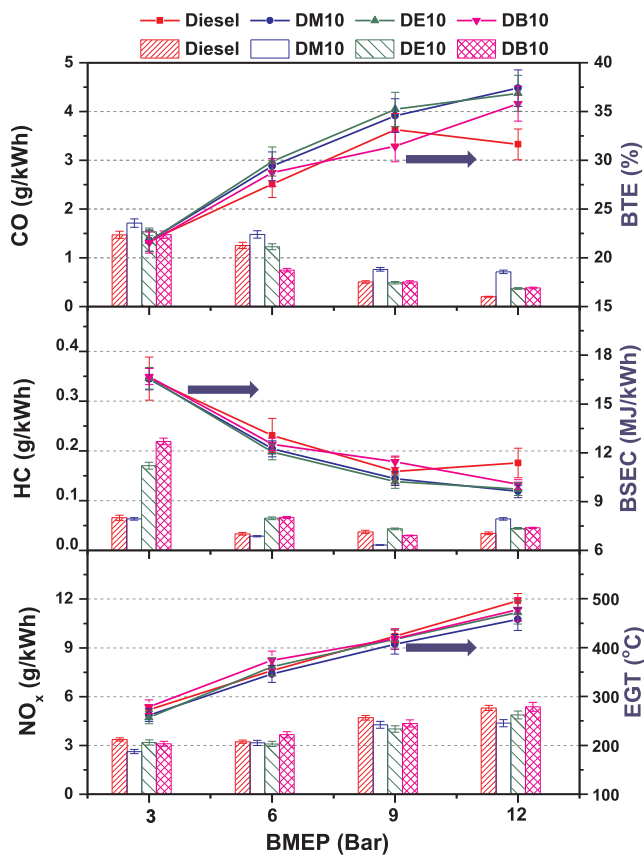 Diesel DM10 DE10 DB10
Diesel DM10 DE10 DB10
5 40
4 35
3 30
25
2
20
1
0 15
CO (g/kWh)
BTE (%)
0.4
18
0.3 15
0.2 12
0.1 9
0.0 6
HC (g/kWh)
BSEC (MJ/kWh)
12 500
9 400
6 300
3 200
0 100
NOx (g/kWh)
EGT (°C)
3 6 9 12
BMEP (Bar)